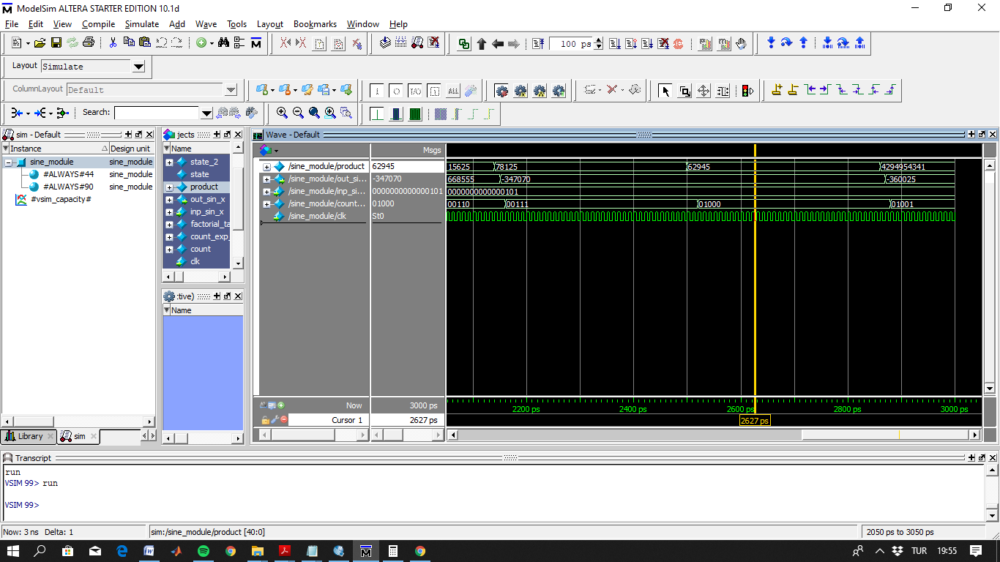 ModelSim ALTERA STARTER EDITION 10.1d
File Edit View Compile Simulate Add Wave Tools Layout Bookmarks Window Help
100 ps
Layout Simulate
ColumnLayout Default
Search:
sim - Default
Instance Design unit
sine_module sine_module
#ALWAYS#44 sine_module
#ALWAYS#90 sine_module
#vsim_capacity#
Library sim
jects
Name
state_2
state
product
out_sin_x
inp_sin_x
factorial_ta
count_exp_
count
clk
:tive)
Name
Wave - Default
Msgs
/sine_module/product 62945 15625 78125 62945 4294954341
/sine_module/out_si... -347070 668555 -347070 -360025
/sine_module/inp_si... 0000000000000101 0000000000000101
/sine_module/count... 01000 00110 00111 01000 01001
/sine_module/clk St0
Now 3000 ps 2200 ps 2400 ps 2600 ps 2800 ps 3000 ps
Cursor 1 2627 ps 2627 ps
Transcript
run
VSIM 99> run
VSIM 99>
Now: 3 ns Delta: 1 sim:/sine_module/product [40:0] 2050 ps to 3050 ps
TUR 19:55